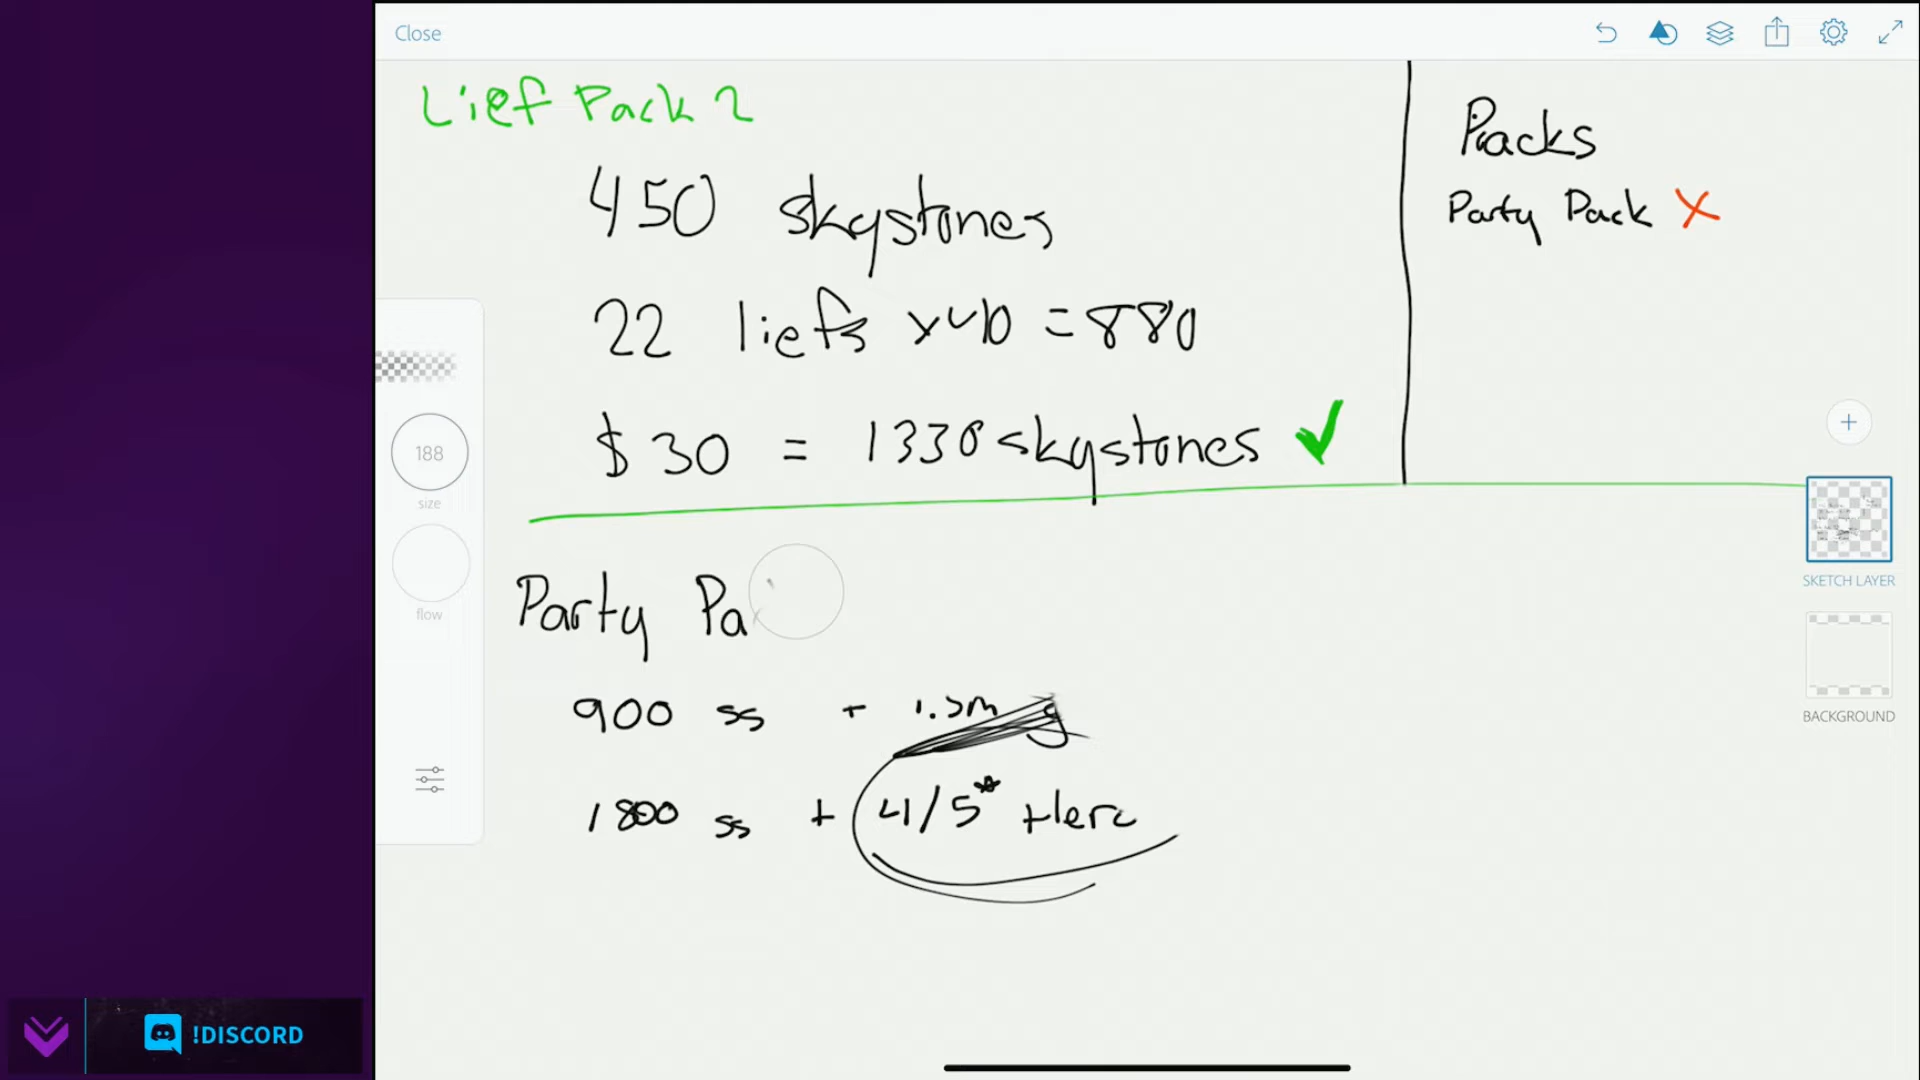 Close
Lief Pack 2
450 skystones
22 liefs x40 = 880
$30 = 1330 skystones ✓
Packs
Party Pack X
188
size
flow
Party Pa
900 ss + 1.5m g
1800 ss + 4/5* Hero
SKETCH LAYER
BACKGROUND
!DISCORD